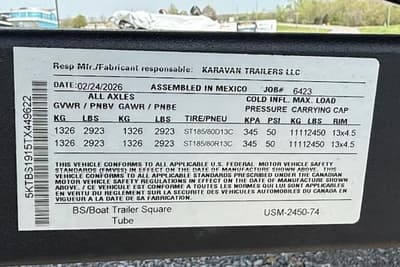 Resp Mfr./Fabricant responsable: KARAVAN TRAILERS LLC
DATE: 02/24/2026 ASSEMBLED IN MEXICO JOB# 6423
ALL AXLES COLD INFL. MAX. LOAD
GVWR / PNBV GAWR / PNBE PRESSURE CARRYING CAP
KG LBS KG LBS TIRE/PNEU KPA PSI KG/LBS RIM
1326 2923 1326 2923 ST185/80D13C 345 50 11112450 13x4.5
1326 2923 1326 2923 ST185/80R13C 345 50 11112450 13x4.5
THIS VEHICLE CONFORMS TO ALL APPLICABLE U.S. FEDERAL MOTOR VEHICLE SAFETY STANDARDS
(FMVSS) IN EFFECT ON THE DATE OF MANUFACTURE SHOWN ABOVE.
THIS VEHICLE CONFORMS TO ALL APPLICABLE STANDARDS PRESCRIBED UNDER THE CANADIAN
MOTOR VEHICLE SAFETY REGULATIONS IN EFFECT ON THE DATE OF MANUFACTURE
CE VEHICULE EST CONFORME A TOUTES LES NORMES QUI LUI SONT APPLICABLES
EN VERTU DU REGLEMENT SUR LA SECURITE DES VEHICULES AUTOMOBILES DU CANADA EN
VIGUEUR A LA DATE DE SA FABRICATION.
BS/Boat Trailer Square USM-2450-74
Tube
5KTBS1915TX449622